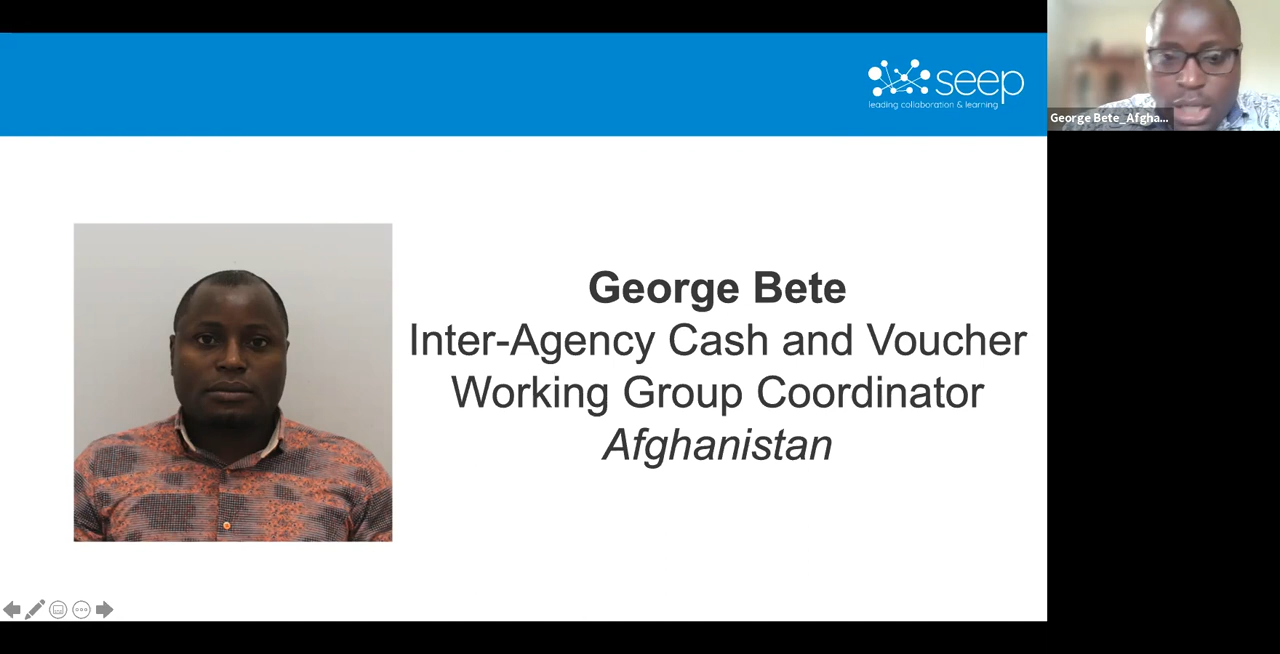 seep
leading collaboration & learning
George Bete_Afgha...
George Bete
Inter-Agency Cash and Voucher
Working Group Coordinator
Afghanistan